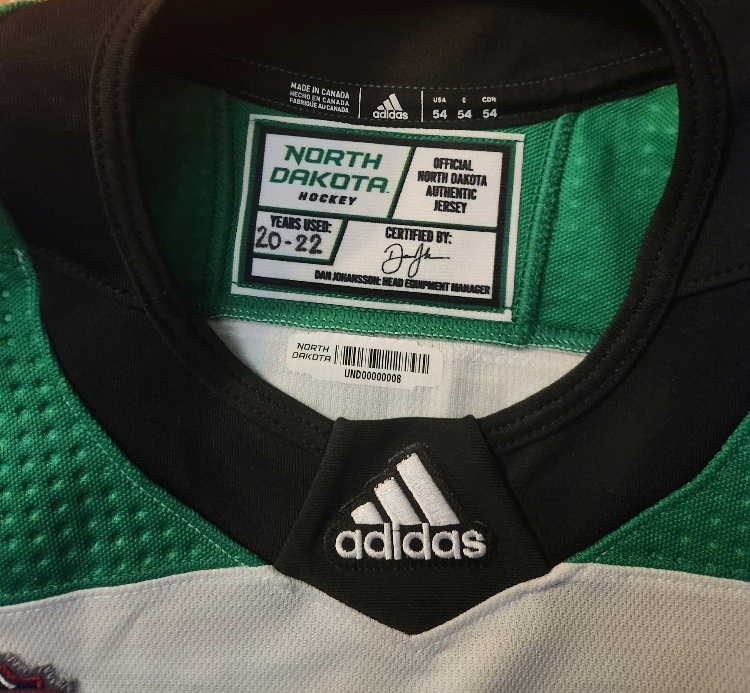 MADE IN CANADA
HECHO EN CANADA
FABRIQUÉ AU CANADA
adidas
USA E CDN
54 54 54
NORTH
DAKOTA
HOCKEY
OFFICIAL
NORTH DAKOTA
AUTHENTIC
JERSEY
YEARS USED:
20-22
CERTIFIED BY:
DAN JOHANSSON: HEAD EQUIPMENT MANAGER
NORTH
DAKOTA
UND00000008
adidas